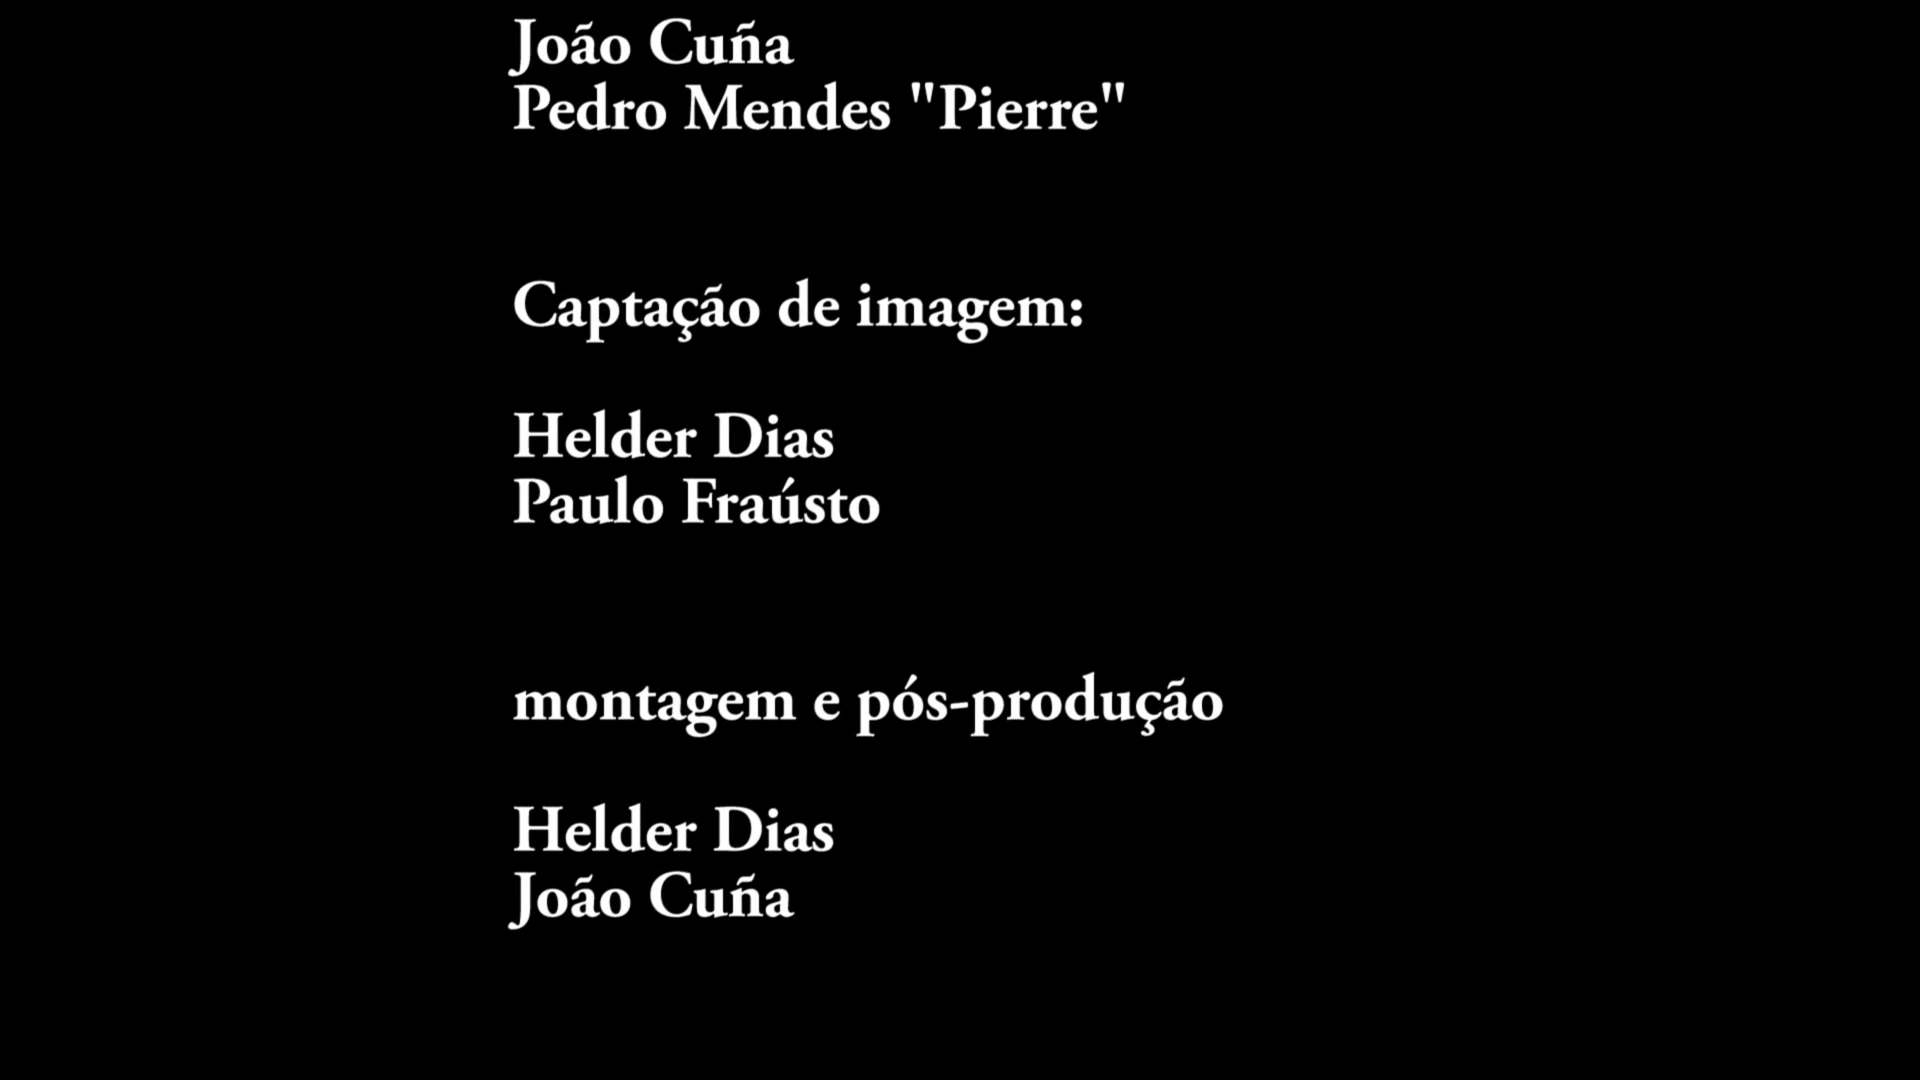 João Cuña
Pedro Mendes "Pierre"
Captação de imagem:
Helder Dias
Paulo Fraústo
montagem e pós-produção
Helder Dias
João Cuña